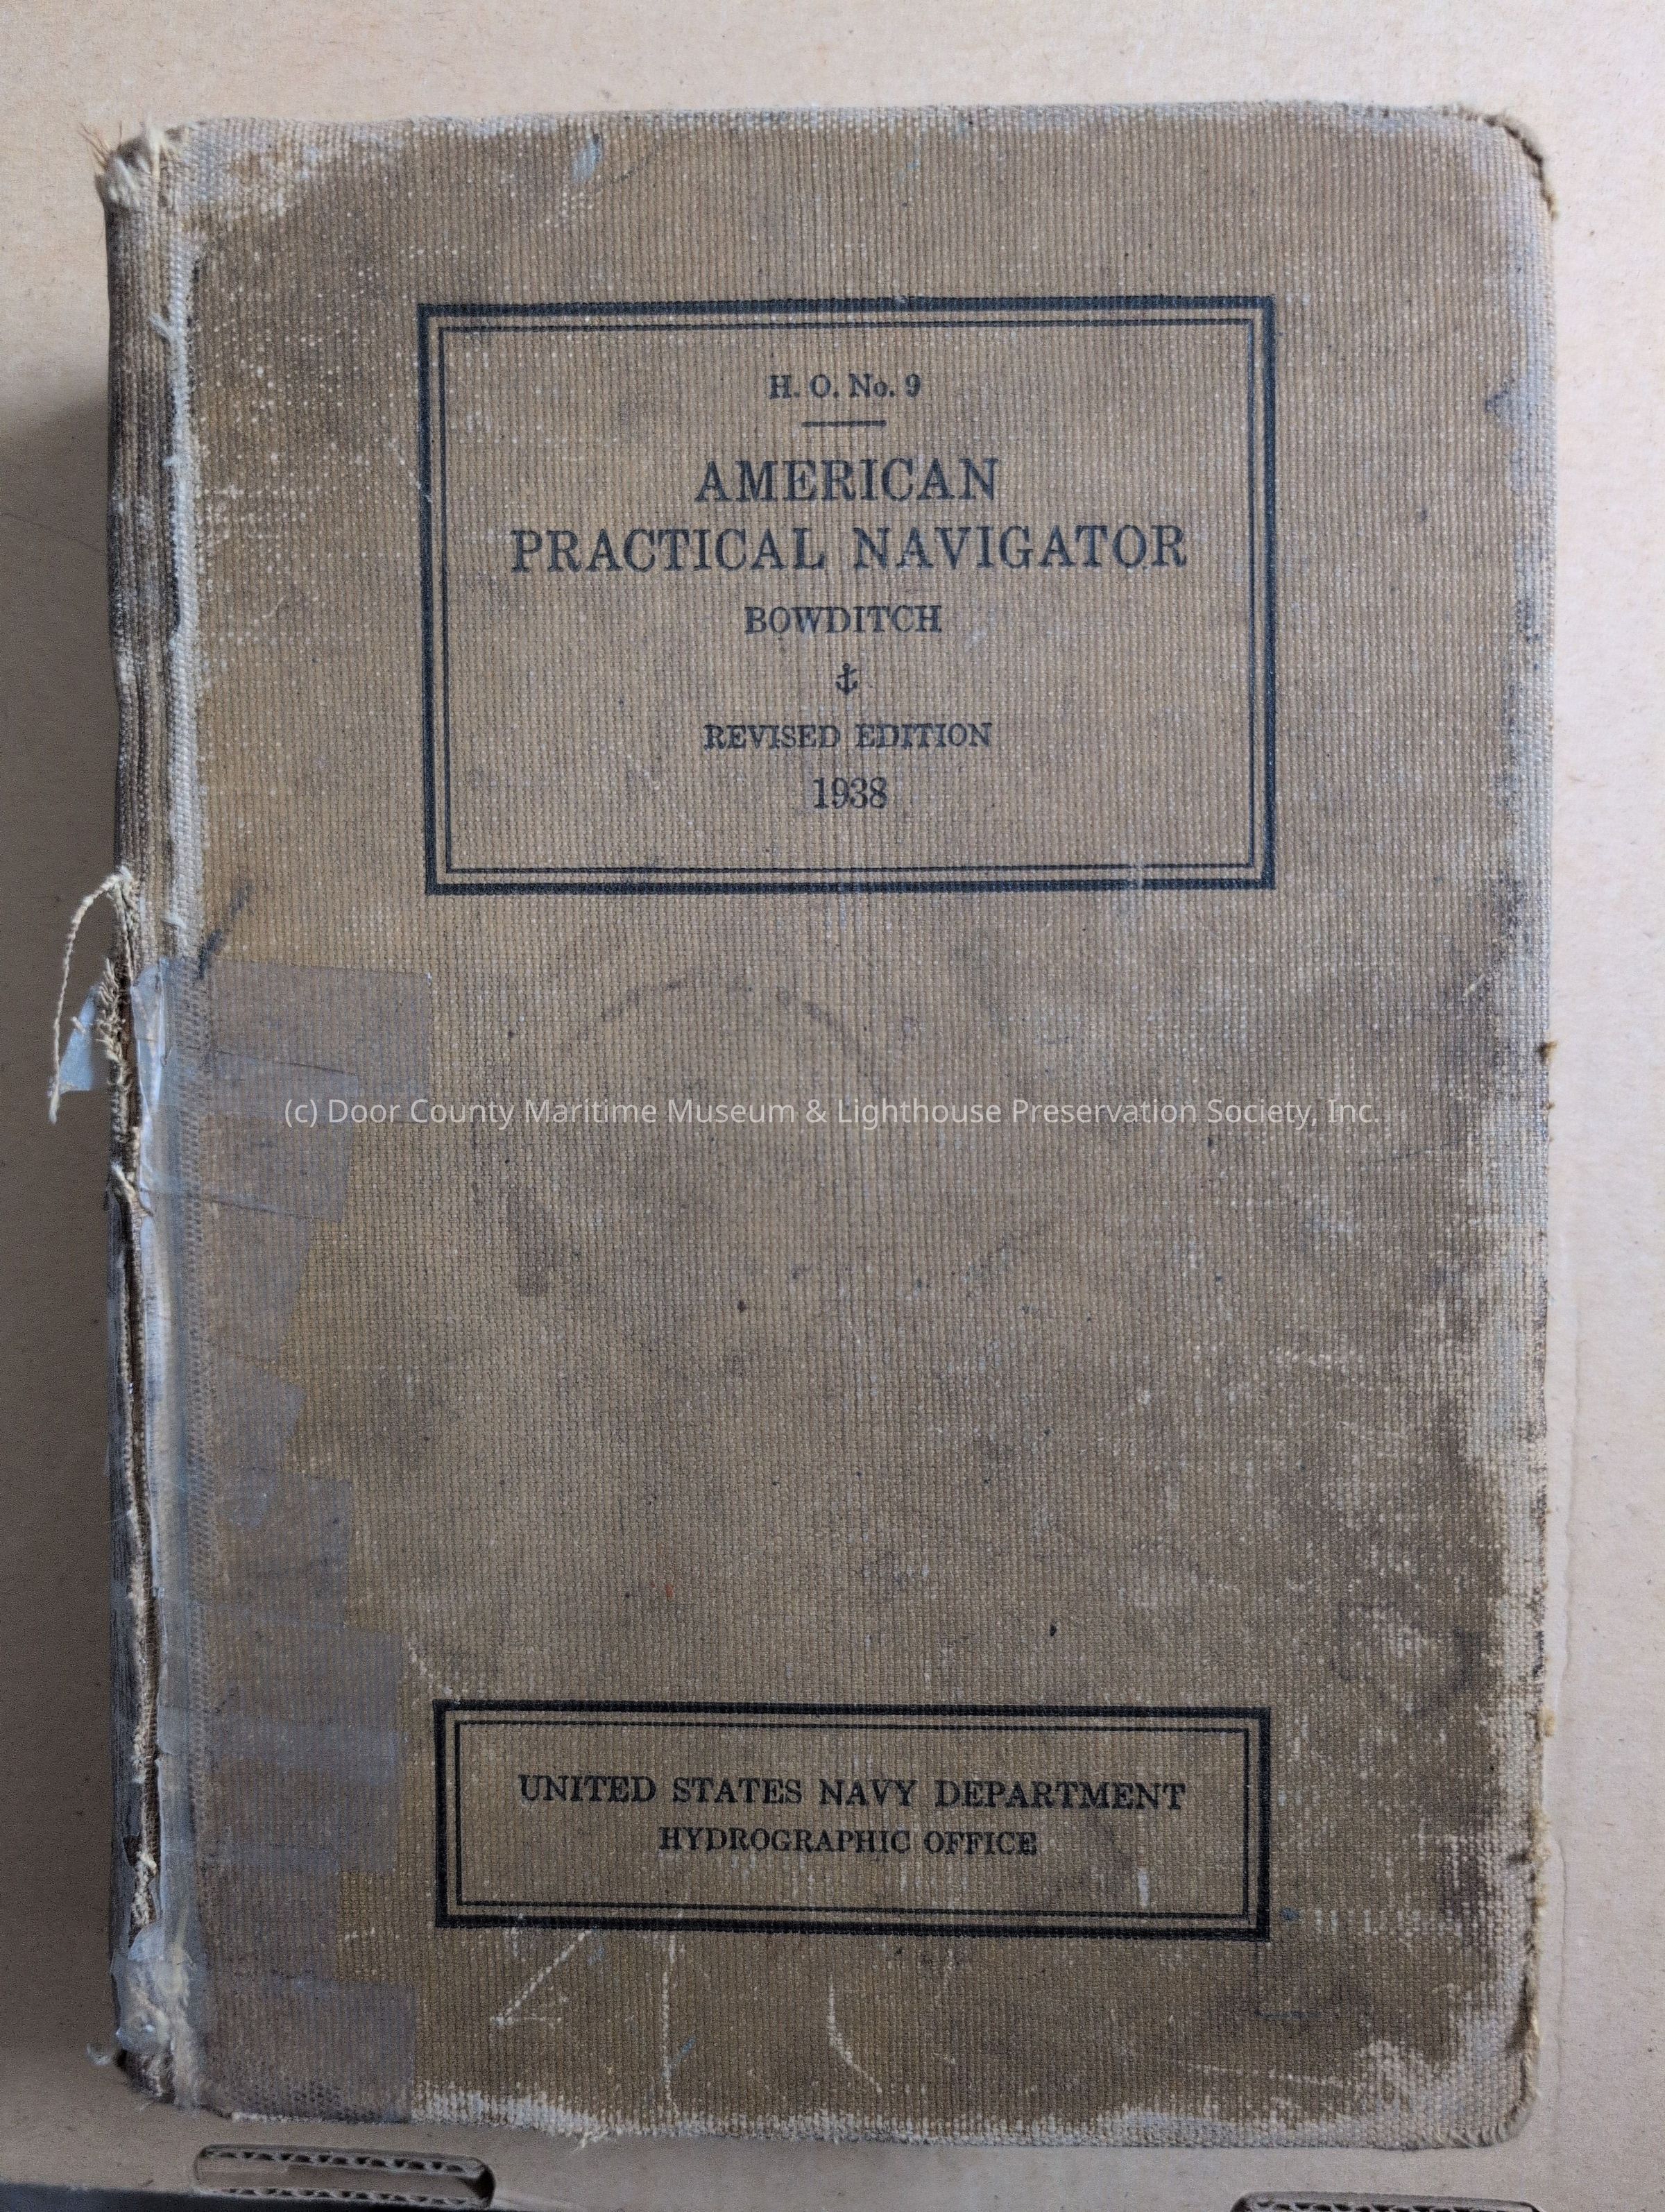 H. O. No. 9
AMERICAN
PRACTICAL NAVIGATOR
BOWDITCH
REVISED EDITION
1938
(c) Door County Maritime Museum & Lighthouse Preservation Society, Inc.
UNITED STATES NAVY DEPARTMENT
HYDROGRAPHIC OFFICE